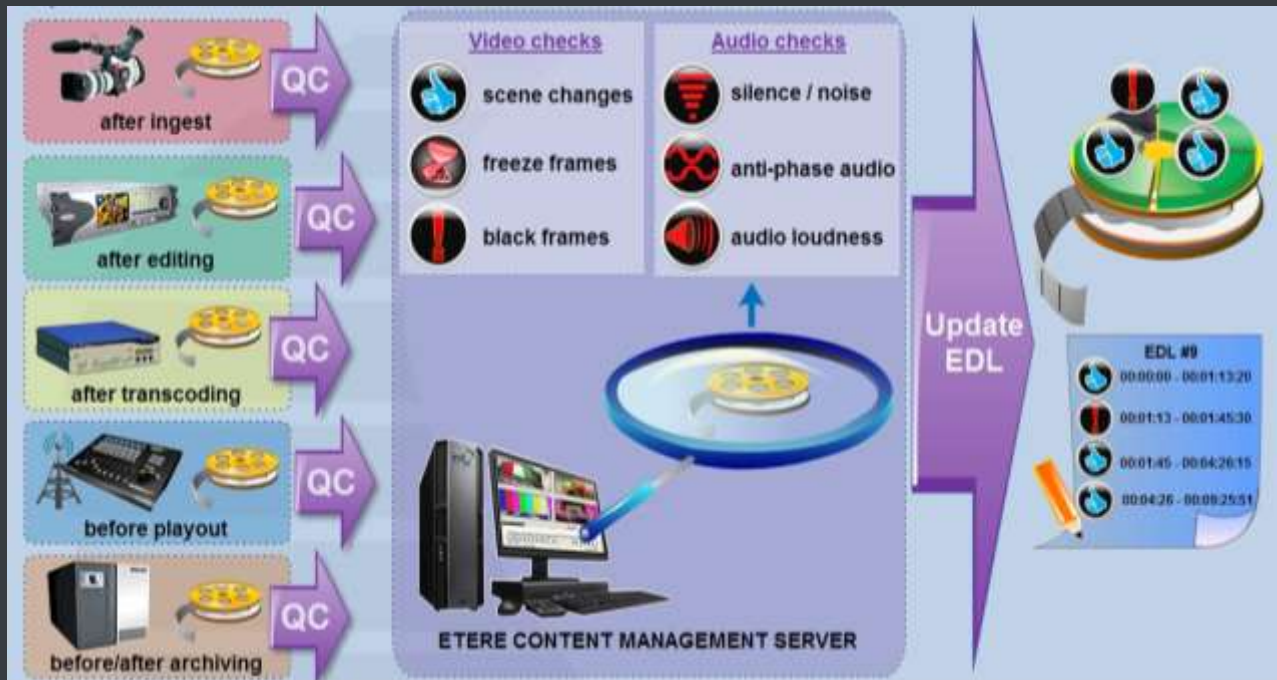 QC
after ingest
QC
after editing
QC
after transcoding
QC
before playout
QC
before/after archiving
Video checks
scene changes
freeze frames
black frames
Audio checks
silence / noise
anti-phase audio
audio loudness
ETERE CONTENT MANAGEMENT SERVER
Update
EDL
EDL #9
00:00:00 - 00:01:13:20
00:01:13 - 00:01:45:30
00:01:45 - 00:04:26:15
00:04:26 - 00:09:25:51